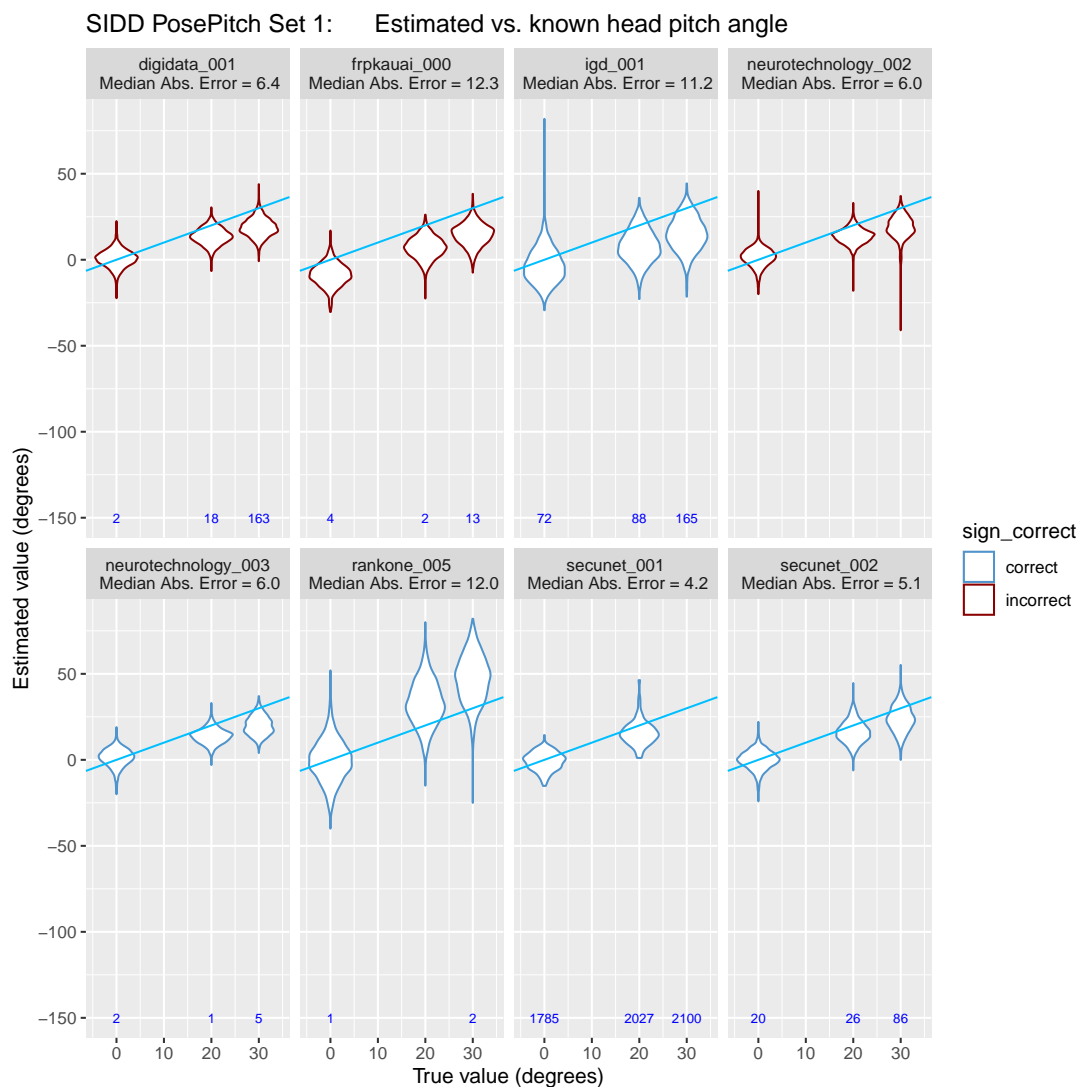 SIDD PosePitch Set 1: Estimated vs. known head pitch angle
digidata_001
Median Abs. Error = 6.4
frpkauai_000
Median Abs. Error = 12.3
igd_001
Median Abs. Error = 11.2
neurotechnology_002
Median Abs. Error = 6.0
50
0
−50
−100
−150
2
18
163
4
2
13
72
88
165
neurotechnology_003
Median Abs. Error = 6.0
rankone_005
Median Abs. Error = 12.0
secunet_001
Median Abs. Error = 4.2
secunet_002
Median Abs. Error = 5.1
50
0
−50
−100
−150
2
1
5
1
2
1785
2027
2100
20
26
86
0 20 30
0 20 30
0 20 30
0 20 30
True value (degrees)
Estimated value (degrees)
sign_correct
correct
incorrect